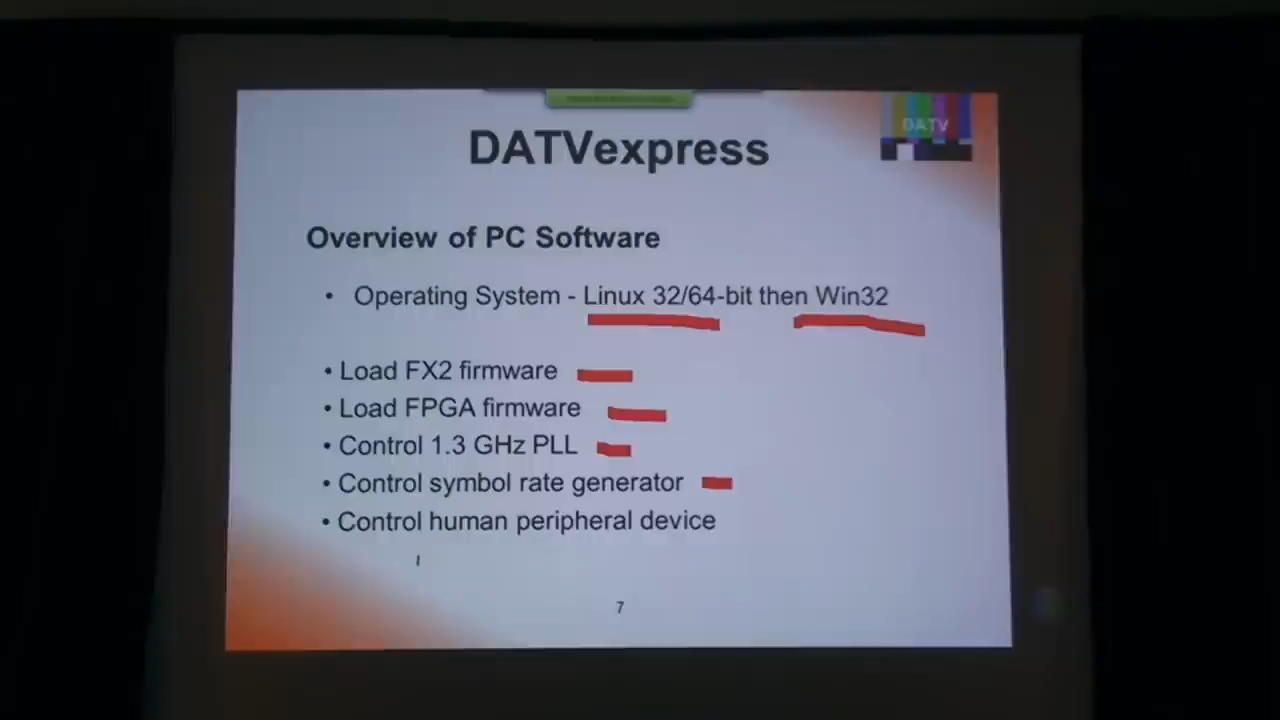 DATV
DATVexpress
Overview of PC Software
• Operating System - Linux 32/64-bit then Win32
• Load FX2 firmware
• Load FPGA firmware
• Control 1.3 GHz PLL
• Control symbol rate generator
• Control human peripheral device
7